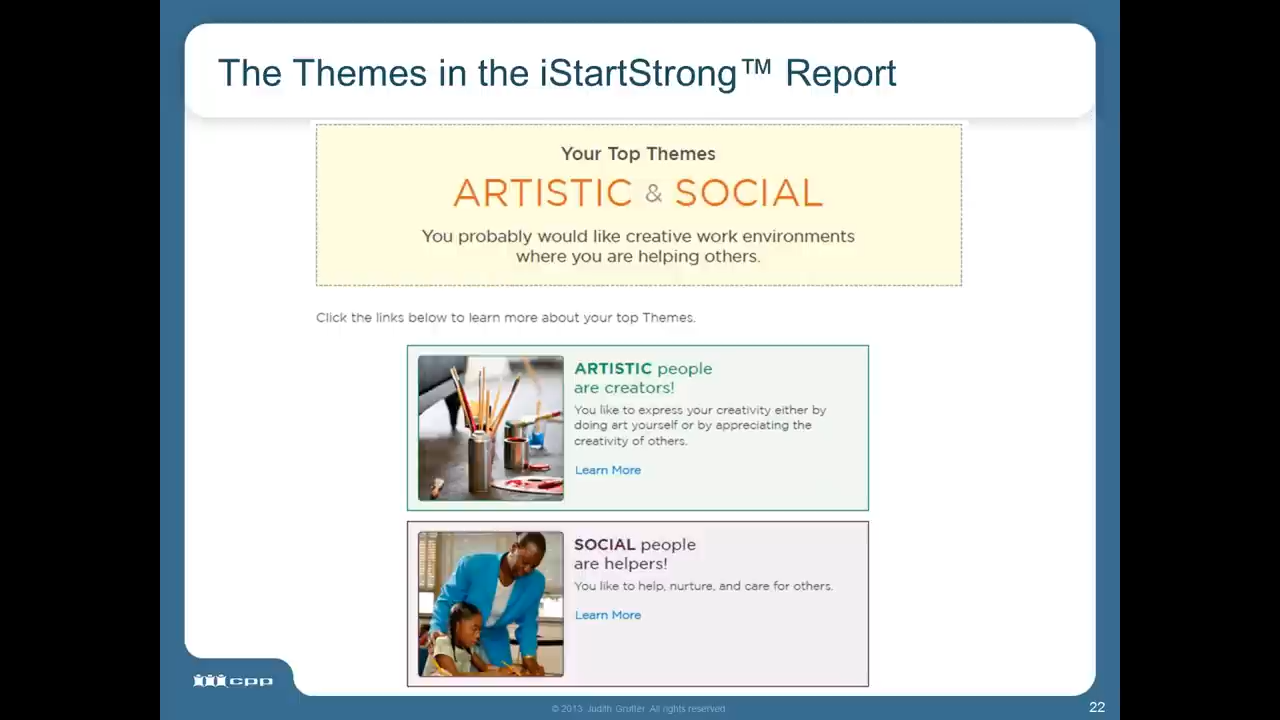 The Themes in the iStartStrong™ Report
Your Top Themes
ARTISTIC & SOCIAL
You probably would like creative work environments
where you are helping others.
Click the links below to learn more about your top Themes.
ARTISTIC people
are creators!
You like to express your creativity either by
doing art yourself or by appreciating the
creativity of others.
Learn More
SOCIAL people
are helpers!
You like to help, nurture, and care for others.
Learn More
cpp
© 2013 Judith Grutter All rights reserved
22